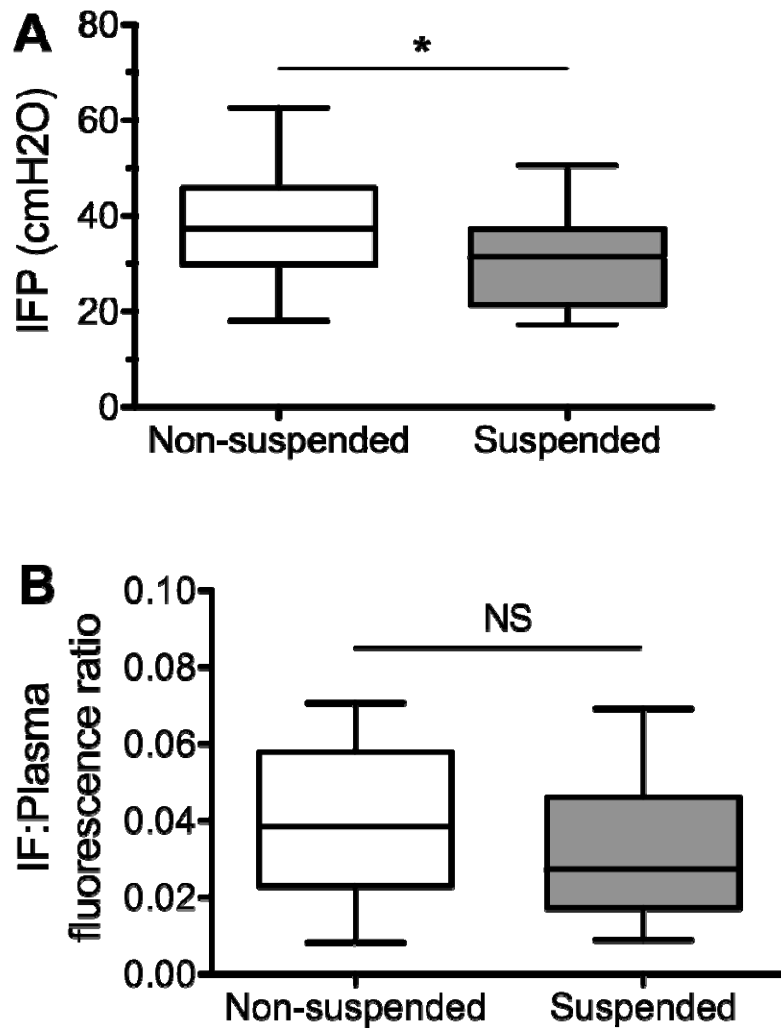 A
IFP (cmH2O)
80
60
40
20
0
*
Non-suspended
Suspended
B
IF:Plasma
fluorescence ratio
0.10
0.08
0.06
0.04
0.02
0.00
NS
Non-suspended
Suspended